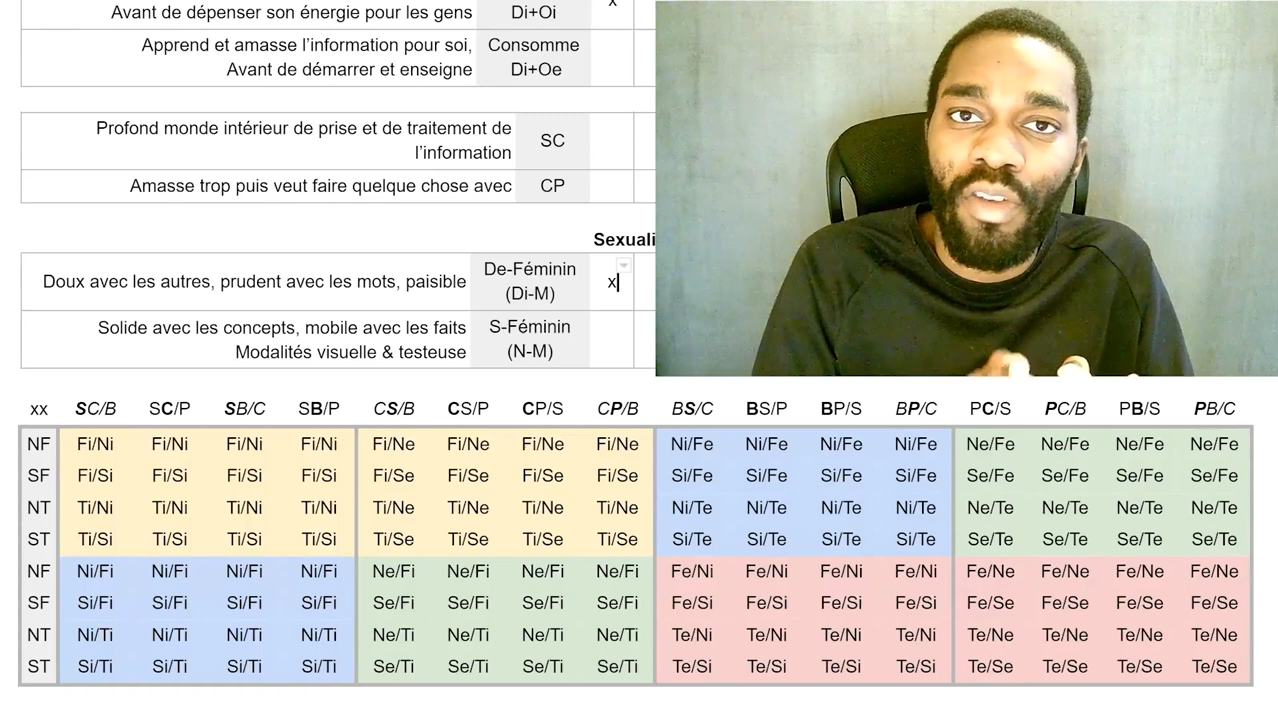 Avant de dépenser son énergie pour les gens Di+Oi x
Apprend et amasse l’information pour soi, Consomme
Avant de démarrer et enseigne Di+Oe
Profond monde intérieur de prise et de traitement de
l’information SC
Amasse trop puis veut faire quelque chose avec CP
Sexuali
Doux avec les autres, prudent avec les mots, paisible De-Féminin x
(Di-M)
Solide avec les concepts, mobile avec les faits S-Féminin
Modalités visuelle & testeuse (N-M)
xx SC/B SC/P SB/C SB/P CS/B CS/P CP/S CP/B BS/C BS/P BP/S BP/C PC/S PC/B PB/S PB/C
NF Fi/Ni Fi/Ni Fi/Ni Fi/Ni Fi/Ne Fi/Ne Fi/Ne Fi/Ne Ni/Fe Ni/Fe Ni/Fe Ni/Fe Ne/Fe Ne/Fe Ne/Fe Ne/Fe
SF Fi/Si Fi/Si Fi/Si Fi/Si Fi/Se Fi/Se Fi/Se Fi/Se Si/Fe Si/Fe Si/Fe Si/Fe Se/Fe Se/Fe Se/Fe Se/Fe
NT Ti/Ni Ti/Ni Ti/Ni Ti/Ni Ti/Ne Ti/Ne Ti/Ne Ti/Ne Ni/Te Ni/Te Ni/Te Ni/Te Ne/Te Ne/Te Ne/Te Ne/Te
ST Ti/Si Ti/Si Ti/Si Ti/Si Ti/Se Ti/Se Ti/Se Ti/Se Si/Te Si/Te Si/Te Si/Te Se/Te Se/Te Se/Te Se/Te
NF Ni/Fi Ni/Fi Ni/Fi Ni/Fi Ne/Fi Ne/Fi Ne/Fi Ne/Fi Fe/Ni Fe/Ni Fe/Ni Fe/Ni Fe/Ne Fe/Ne Fe/Ne Fe/Ne
SF Si/Fi Si/Fi Si/Fi Si/Fi Se/Fi Se/Fi Se/Fi Se/Fi Fe/Si Fe/Si Fe/Si Fe/Si Fe/Se Fe/Se Fe/Se Fe/Se
NT Ni/Ti Ni/Ti Ni/Ti Ni/Ti Ne/Ti Ne/Ti Ne/Ti Ne/Ti Te/Ni Te/Ni Te/Ni Te/Ni Te/Ne Te/Ne Te/Ne Te/Ne
ST Si/Ti Si/Ti Si/Ti Si/Ti Se/Ti Se/Ti Se/Ti Se/Ti Te/Si Te/Si Te/Si Te/Si Te/Se Te/Se Te/Se Te/Se